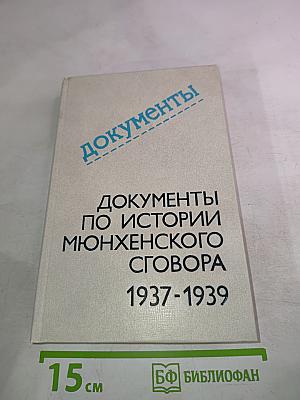 документы
ДОКУМЕНТЫ
ПО ИСТОРИИ
МЮНХЕНСКОГО
СГОВОРА
1937-1939
15 см
БФ БИБЛИОФАН